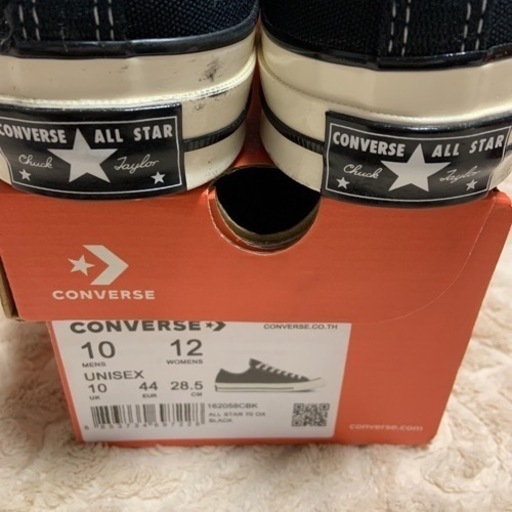 CONVERSE ALL STAR
Chuck Taylor
CONVERSE ALL STAR
Chuck Taylor
CONVERSE
CONVERSE
CONVERSE.CO.TH
10 12
MENS WOMENS
UNISEX
10 44 28.5
UK EUR CM
162058CBK
ALL STAR 70 OX
BLACK
converse.com